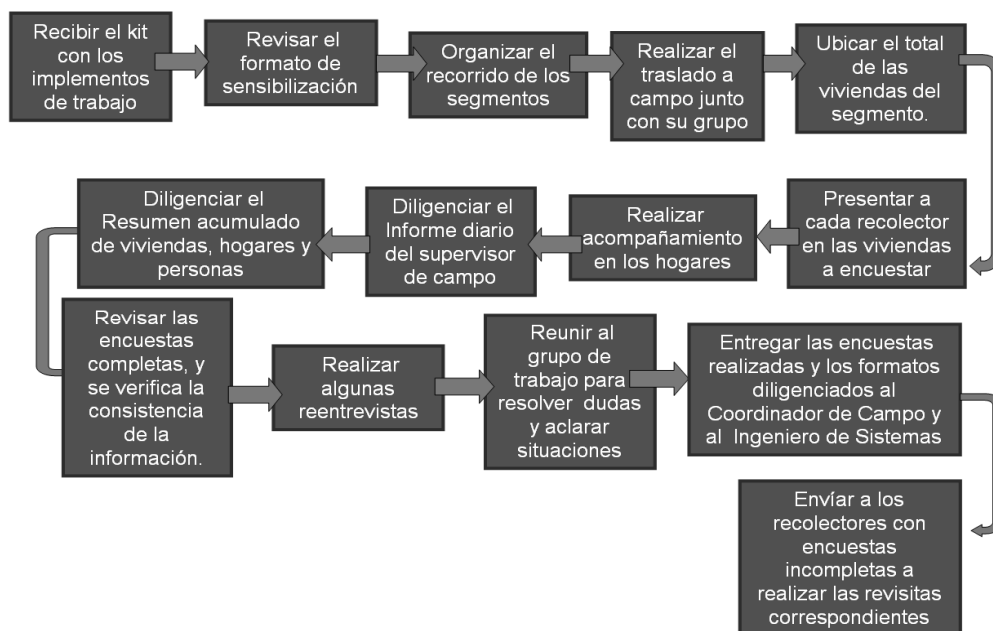 Recibir el kit
con los
implementos
de trabajo
Revisar el
formato de
sensibilización
Organizar el
recorrido de los
segmentos
Realizar el
traslado a
campo junto
con su grupo
Ubicar el total
de las
viviendas del
segmento.
Presentar a
cada recolector
en las viviendas
a encuestar
Realizar
acompañamiento
en los hogares
Diligenciar el
Informe diario
del supervisor
de campo
Diligenciar el
Resumen acumulado
de viviendas, hogares y
personas
Revisar las
encuestas
completas, y
se verifica la
consistencia
de la
información.
Realizar
algunas
reentrevistas
Reunir al
grupo de
trabajo para
resolver dudas
y aclarar
situaciones
Entregar las encuestas
realizadas y los formatos
diligenciados al
Coordinador de Campo y
al Ingeniero de Sistemas
Envíar a los
recolectores con
encuestas
incompletas a
realizar las revisitas
correspondientes